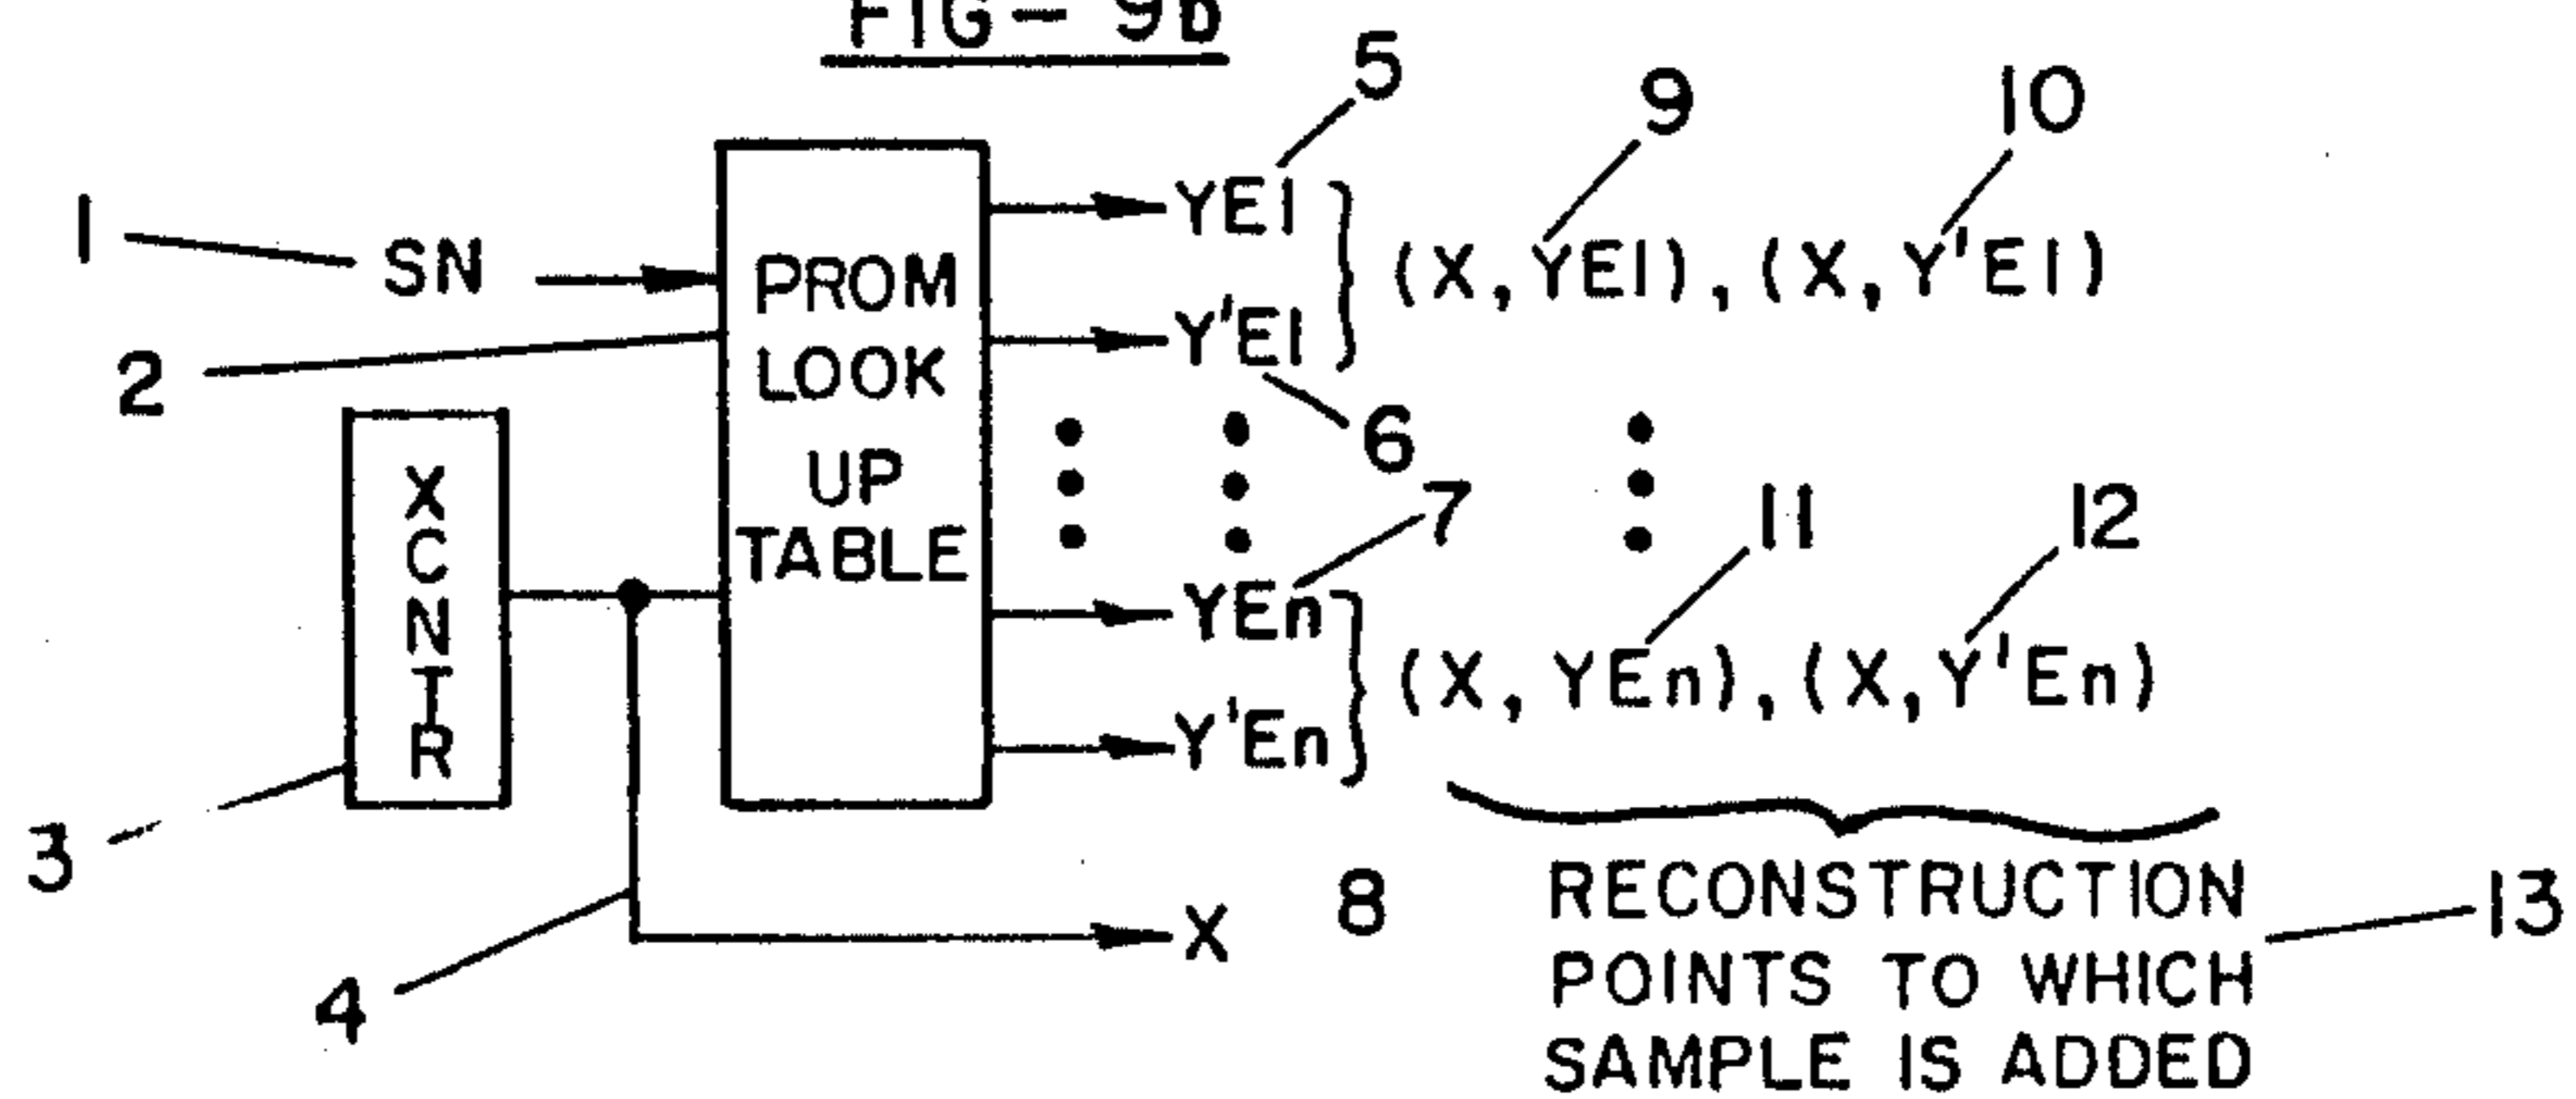 FIG - 9b
5
9
10
1
SN
PROM
LOOK
UP
TABLE
YE1
Y'E1
(X, YE1), (X, Y'E1)
2
6
XCNTR
7
11
12
YEn
Y'En
(X, YEn), (X, Y'En)
3
4
X
8
RECONSTRUCTION
POINTS TO WHICH
SAMPLE IS ADDED
13